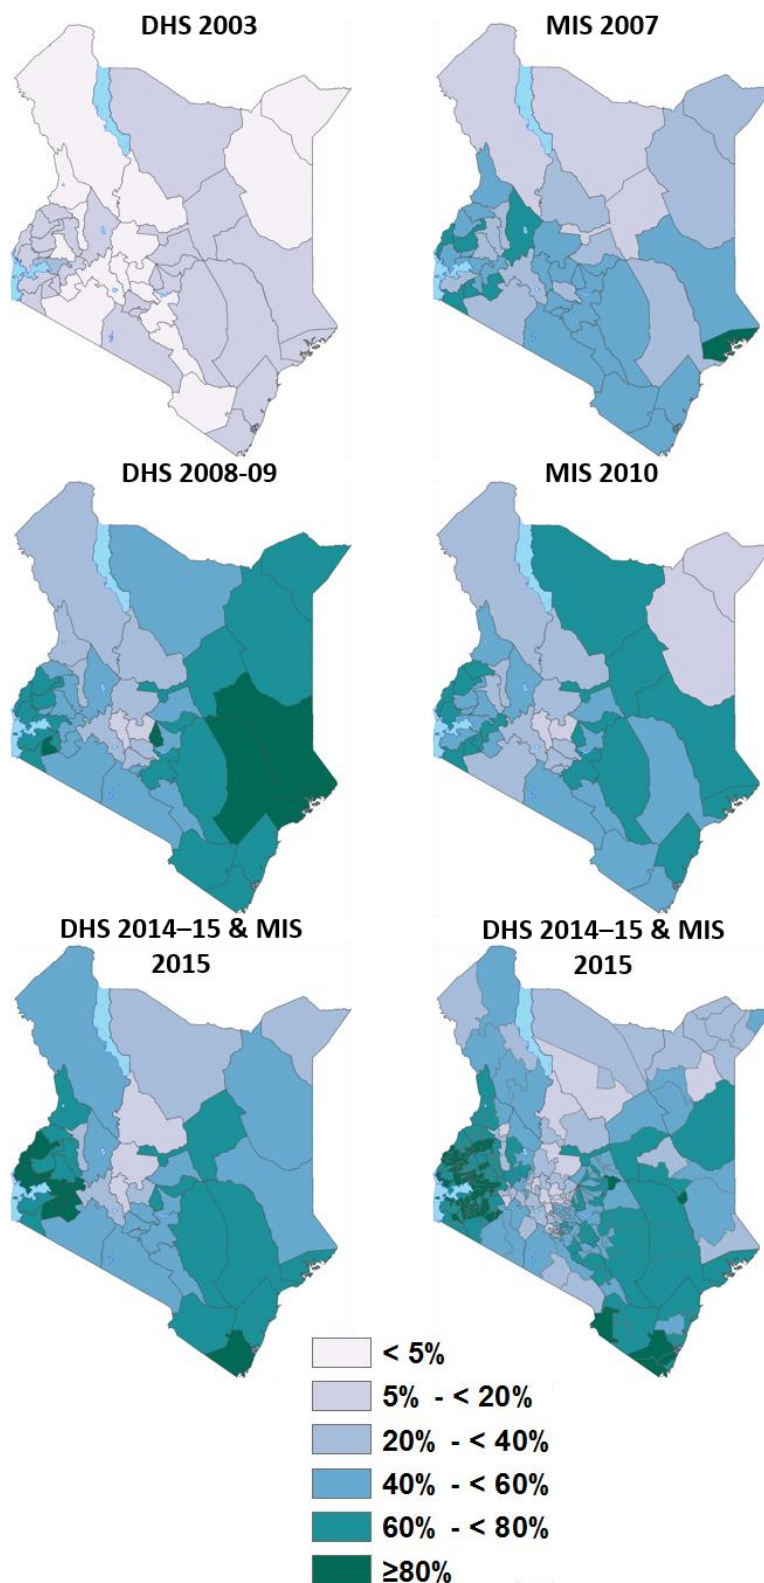 DHS 2003
MIS 2007
DHS 2008-09
MIS 2010
DHS 2014–15 & MIS
2015
DHS 2014–15 & MIS
2015
< 5%
5% - < 20%
20% - < 40%
40% - < 60%
60% - < 80%
≥80%